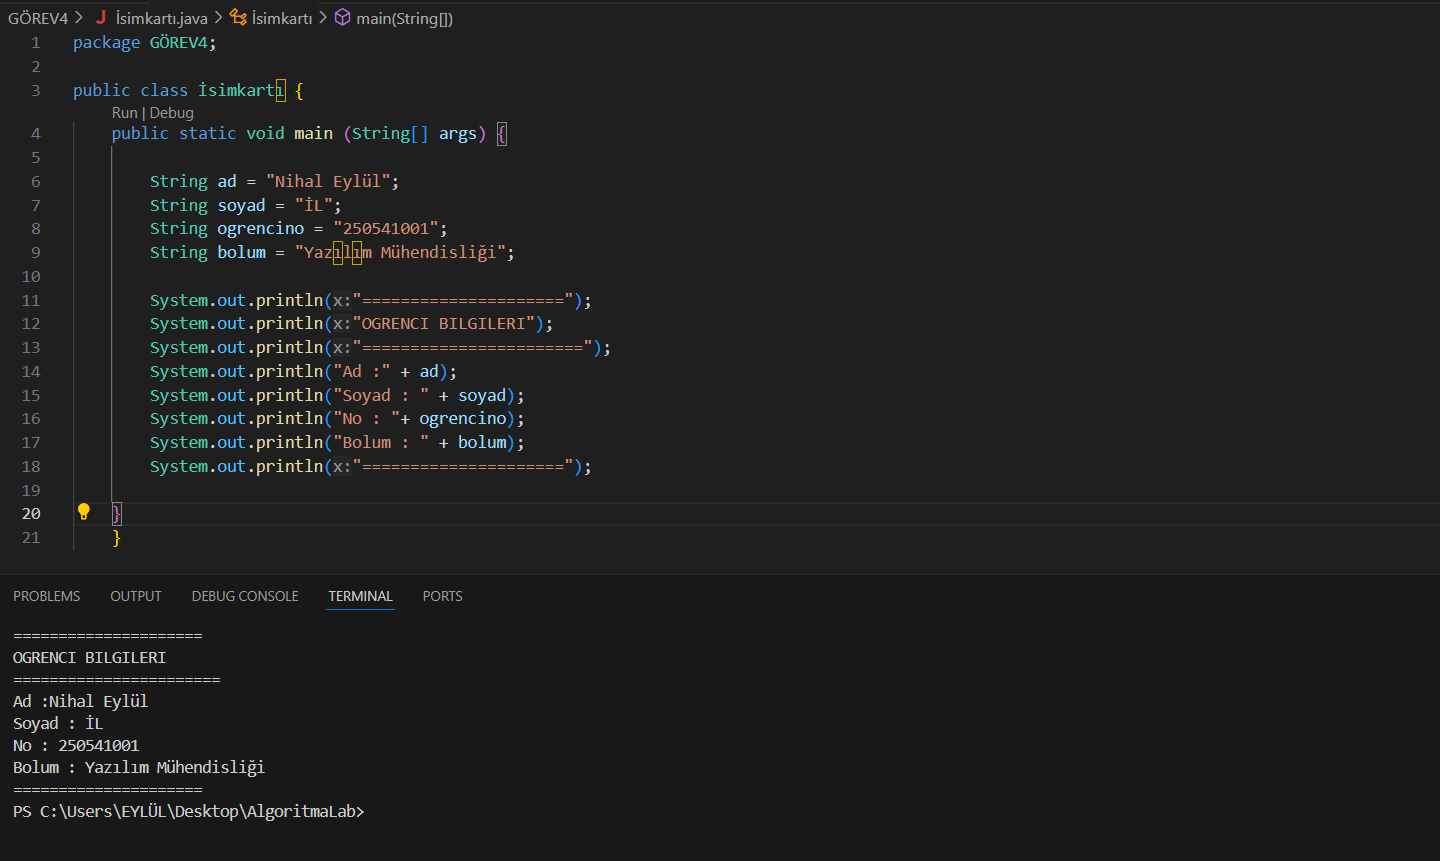 GÖREV4 > J İsimkartı.java > İsimkartı > main(String[])
1 package GÖREV4;
2
3 public class İsimkartı {
Run | Debug
4 public static void main (String[] args) {
5
6 String ad = "Nihal Eylül";
7 String soyad = "İL";
8 String ogrencino = "250541001";
9 String bolum = "Yazılım Mühendisliği";
10
11 System.out.println(x:"=====================");
12 System.out.println(x:"OGRENCI BILGILERI");
13 System.out.println(x:"=======================");
14 System.out.println("Ad :" + ad);
15 System.out.println("Soyad : " + soyad);
16 System.out.println("No : "+ ogrencino);
17 System.out.println("Bolum : " + bolum);
18 System.out.println(x:"=====================");
19
20 }
21 }
PROBLEMS OUTPUT DEBUG CONSOLE TERMINAL PORTS
=====================
OGRENCI BILGILERI
=======================
Ad :Nihal Eylül
Soyad : İL
No : 250541001
Bolum : Yazılım Mühendisliği
=====================
PS C:\Users\EYLÜL\Desktop\AlgoritmaLab>